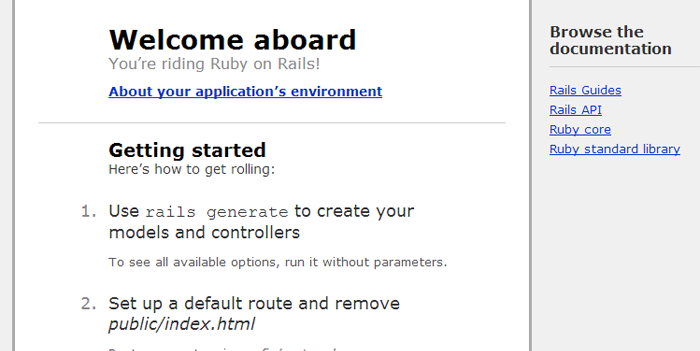 Welcome aboard
You’re riding Ruby on Rails!
About your application’s environment
Getting started
Here’s how to get rolling:
1. Use rails generate to create your
models and controllers
To see all available options, run it without parameters.
2. Set up a default route and remove
public/index.html
Browse the
documentation
Rails Guides
Rails API
Ruby core
Ruby standard library